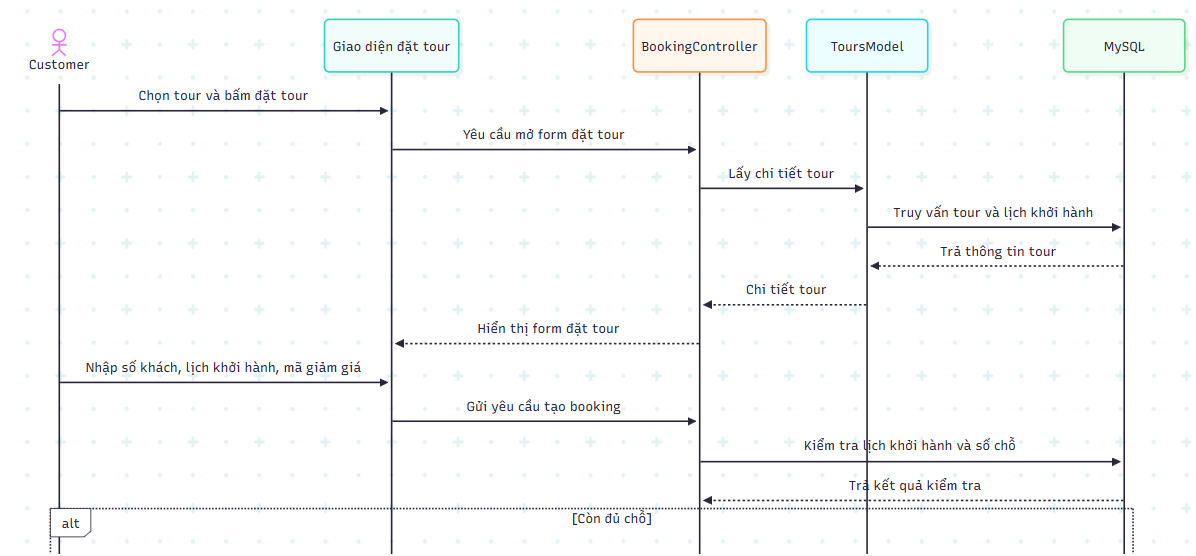 Customer
Giao diện đặt tour
BookingController
ToursModel
MySQL
Chọn tour và bấm đặt tour
Yêu cầu mở form đặt tour
Lấy chi tiết tour
Truy vấn tour và lịch khởi hành
Trả thông tin tour
Chi tiết tour
Hiển thị form đặt tour
Nhập số khách, lịch khởi hành, mã giảm giá
Gửi yêu cầu tạo booking
Kiểm tra lịch khởi hành và số chỗ
Trả kết quả kiểm tra
alt
[Còn đủ chỗ]